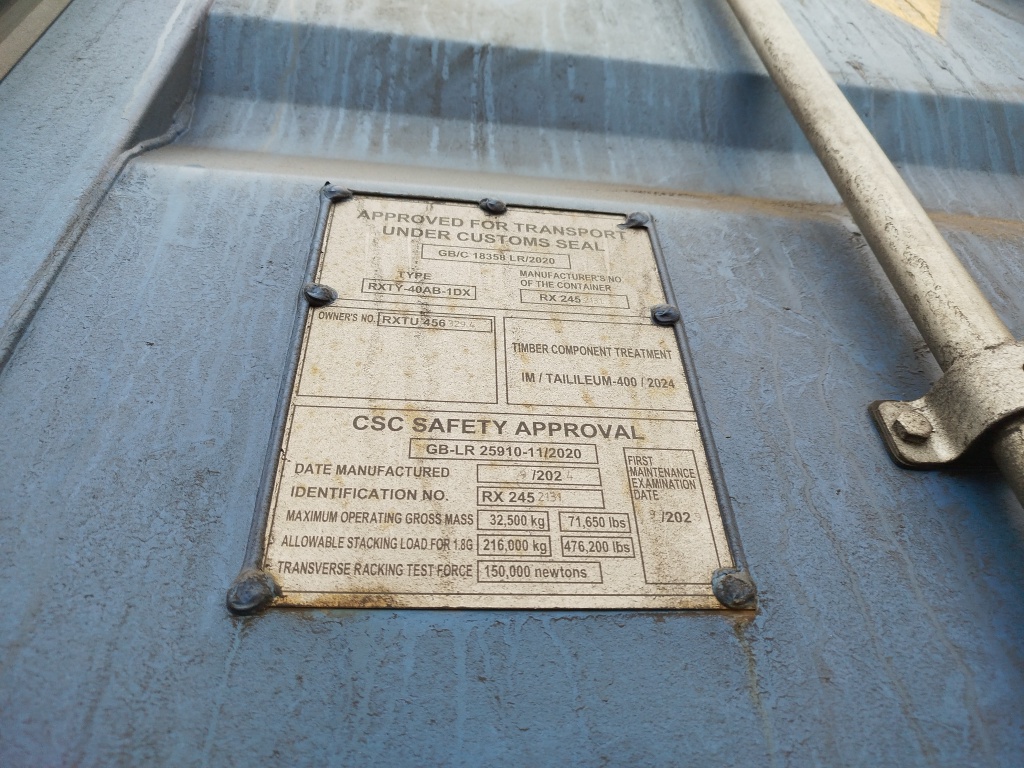 APPROVED FOR TRANSPORT
UNDER CUSTOMS SEAL
GB/C 18358 LR/2020
TYPE
RXTY-40AB-1DX
MANUFACTURER'S NO.
OF THE CONTAINER
RX 245 2131
OWNER'S NO. RXTU 456 329.4
TIMBER COMPONENT TREATMENT
IM / TAILILEUM-400 / 2024
CSC SAFETY APPROVAL
GB-LR 25910-11/2020
DATE MANUFACTURED /2024
IDENTIFICATION NO. RX 245 2131
MAXIMUM OPERATING GROSS MASS 32,500 kg 71,650 lbs
ALLOWABLE STACKING LOAD FOR 1.8G 216,000 kg 476,200 lbs
TRANSVERSE RACKING TEST FORCE 150,000 newtons
FIRST
MAINTENANCE
EXAMINATION
DATE
/202